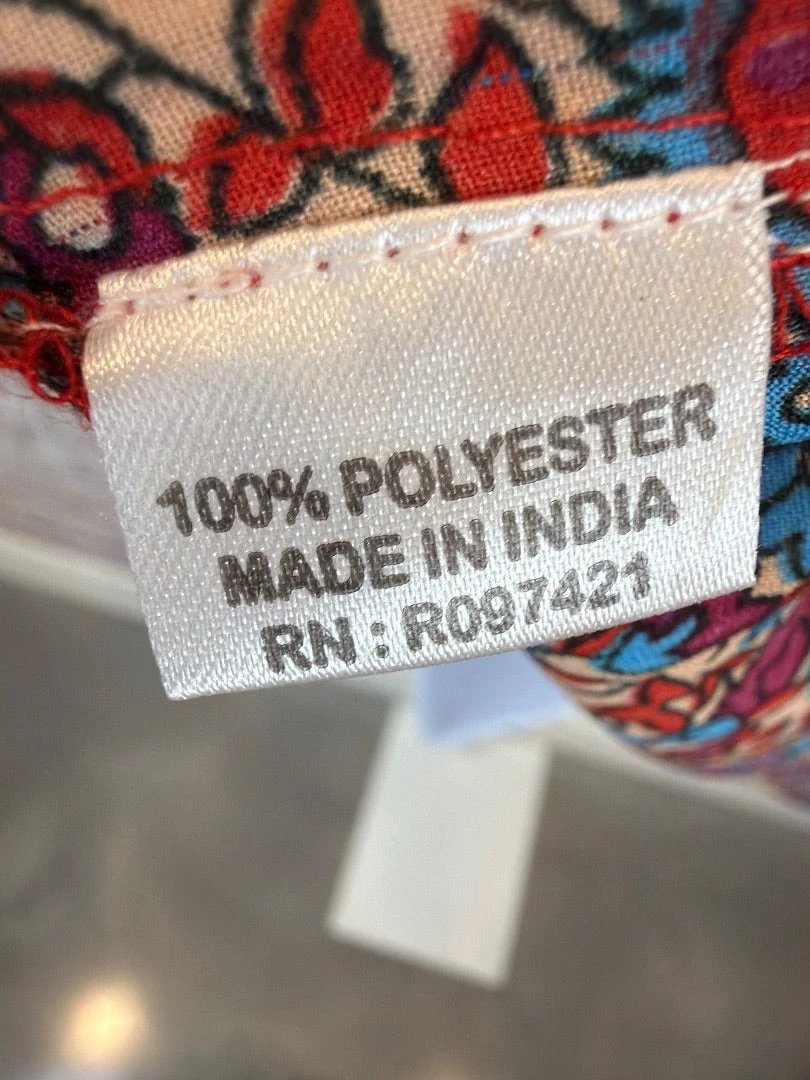 100% POLYESTER
MADE IN INDIA
RN : R097421